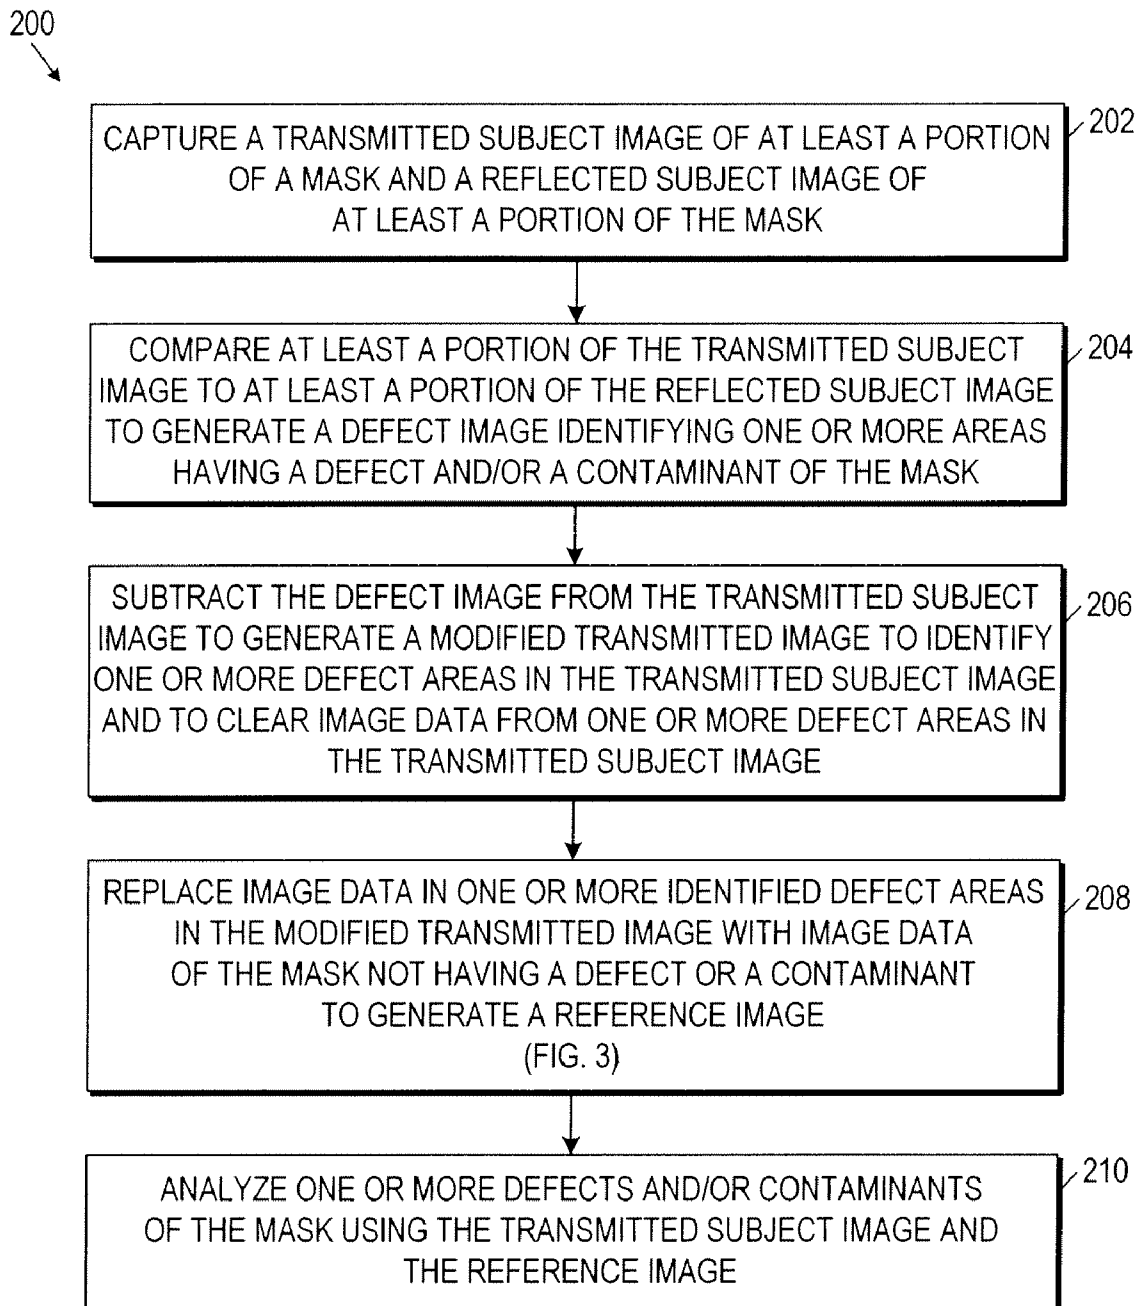 200
CAPTURE A TRANSMITTED SUBJECT IMAGE OF AT LEAST A PORTION
OF A MASK AND A REFLECTED SUBJECT IMAGE OF
AT LEAST A PORTION OF THE MASK
202
COMPARE AT LEAST A PORTION OF THE TRANSMITTED SUBJECT
IMAGE TO AT LEAST A PORTION OF THE REFLECTED SUBJECT IMAGE
TO GENERATE A DEFECT IMAGE IDENTIFYING ONE OR MORE AREAS
HAVING A DEFECT AND/OR A CONTAMINANT OF THE MASK
204
SUBTRACT THE DEFECT IMAGE FROM THE TRANSMITTED SUBJECT
IMAGE TO GENERATE A MODIFIED TRANSMITTED IMAGE TO IDENTIFY
ONE OR MORE DEFECT AREAS IN THE TRANSMITTED SUBJECT IMAGE
AND TO CLEAR IMAGE DATA FROM ONE OR MORE DEFECT AREAS IN
THE TRANSMITTED SUBJECT IMAGE
206
REPLACE IMAGE DATA IN ONE OR MORE IDENTIFIED DEFECT AREAS
IN THE MODIFIED TRANSMITTED IMAGE WITH IMAGE DATA
OF THE MASK NOT HAVING A DEFECT OR A CONTAMINANT
TO GENERATE A REFERENCE IMAGE
(FIG. 3)
208
ANALYZE ONE OR MORE DEFECTS AND/OR CONTAMINANTS
OF THE MASK USING THE TRANSMITTED SUBJECT IMAGE AND
THE REFERENCE IMAGE
210